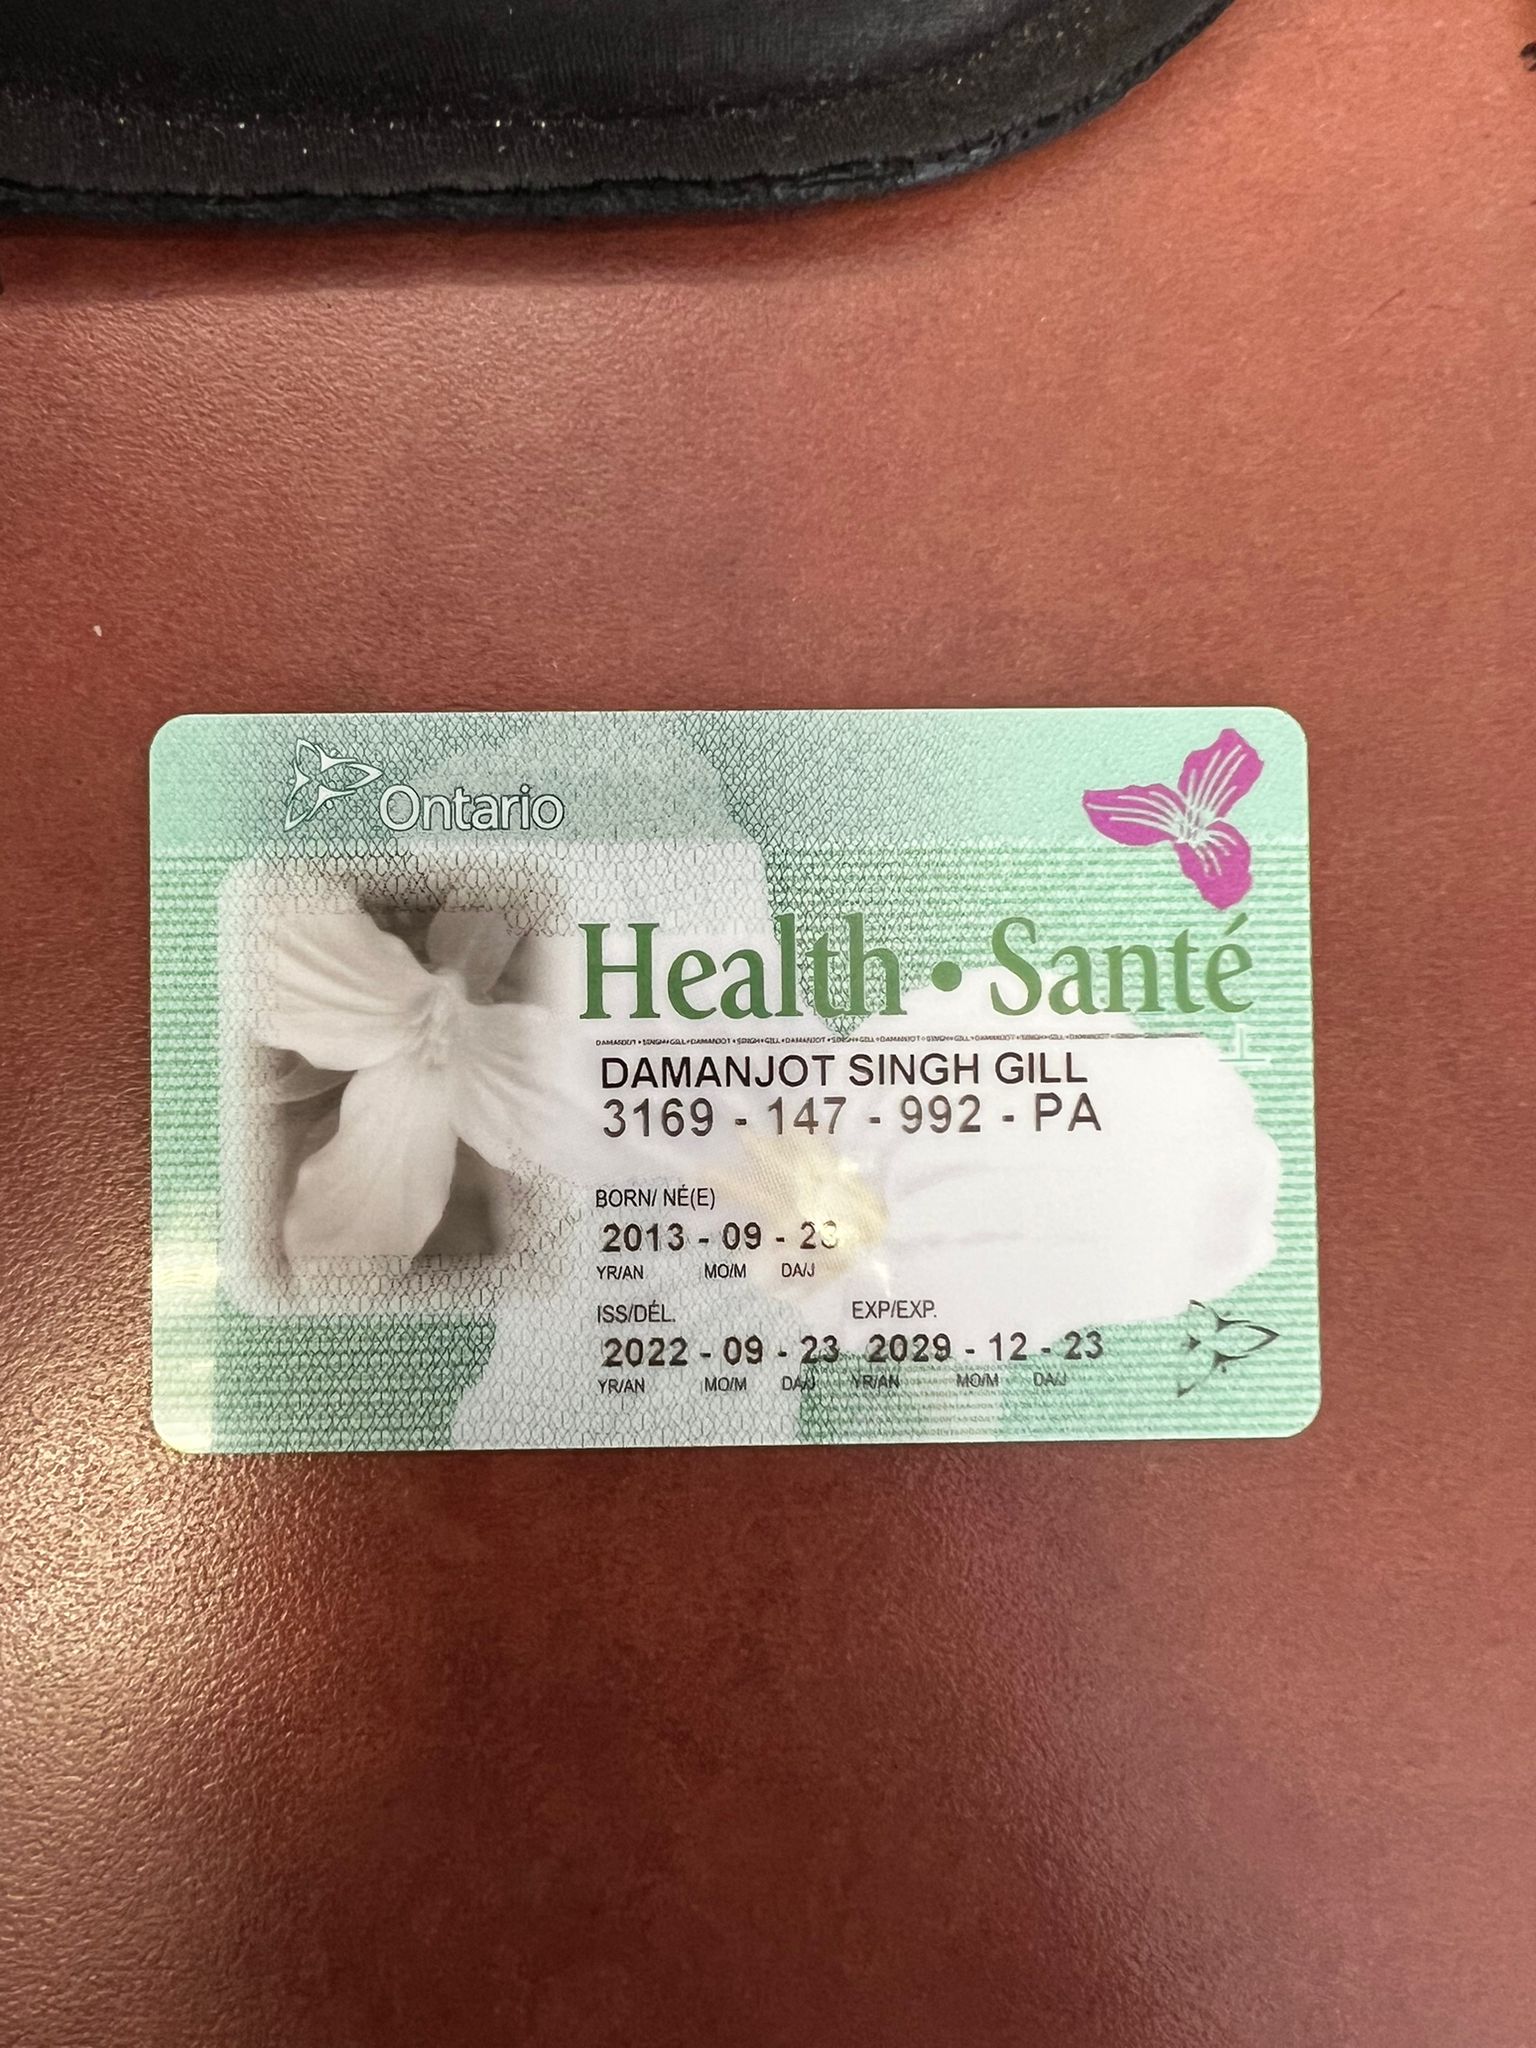 Ontario
Health • Santé
DAMANJOT SINGH GILL
3169 - 147 - 992 - PA
BORN/ NÉ(E)
2013 - 09 -
YR/AN MO/M DA/J
ISS/DÉL. EXP/EXP.
2022 - 09 - 23 2029 - 12 - 23
YR/AN MO/M DA/J YR/AN MO/M DA/J